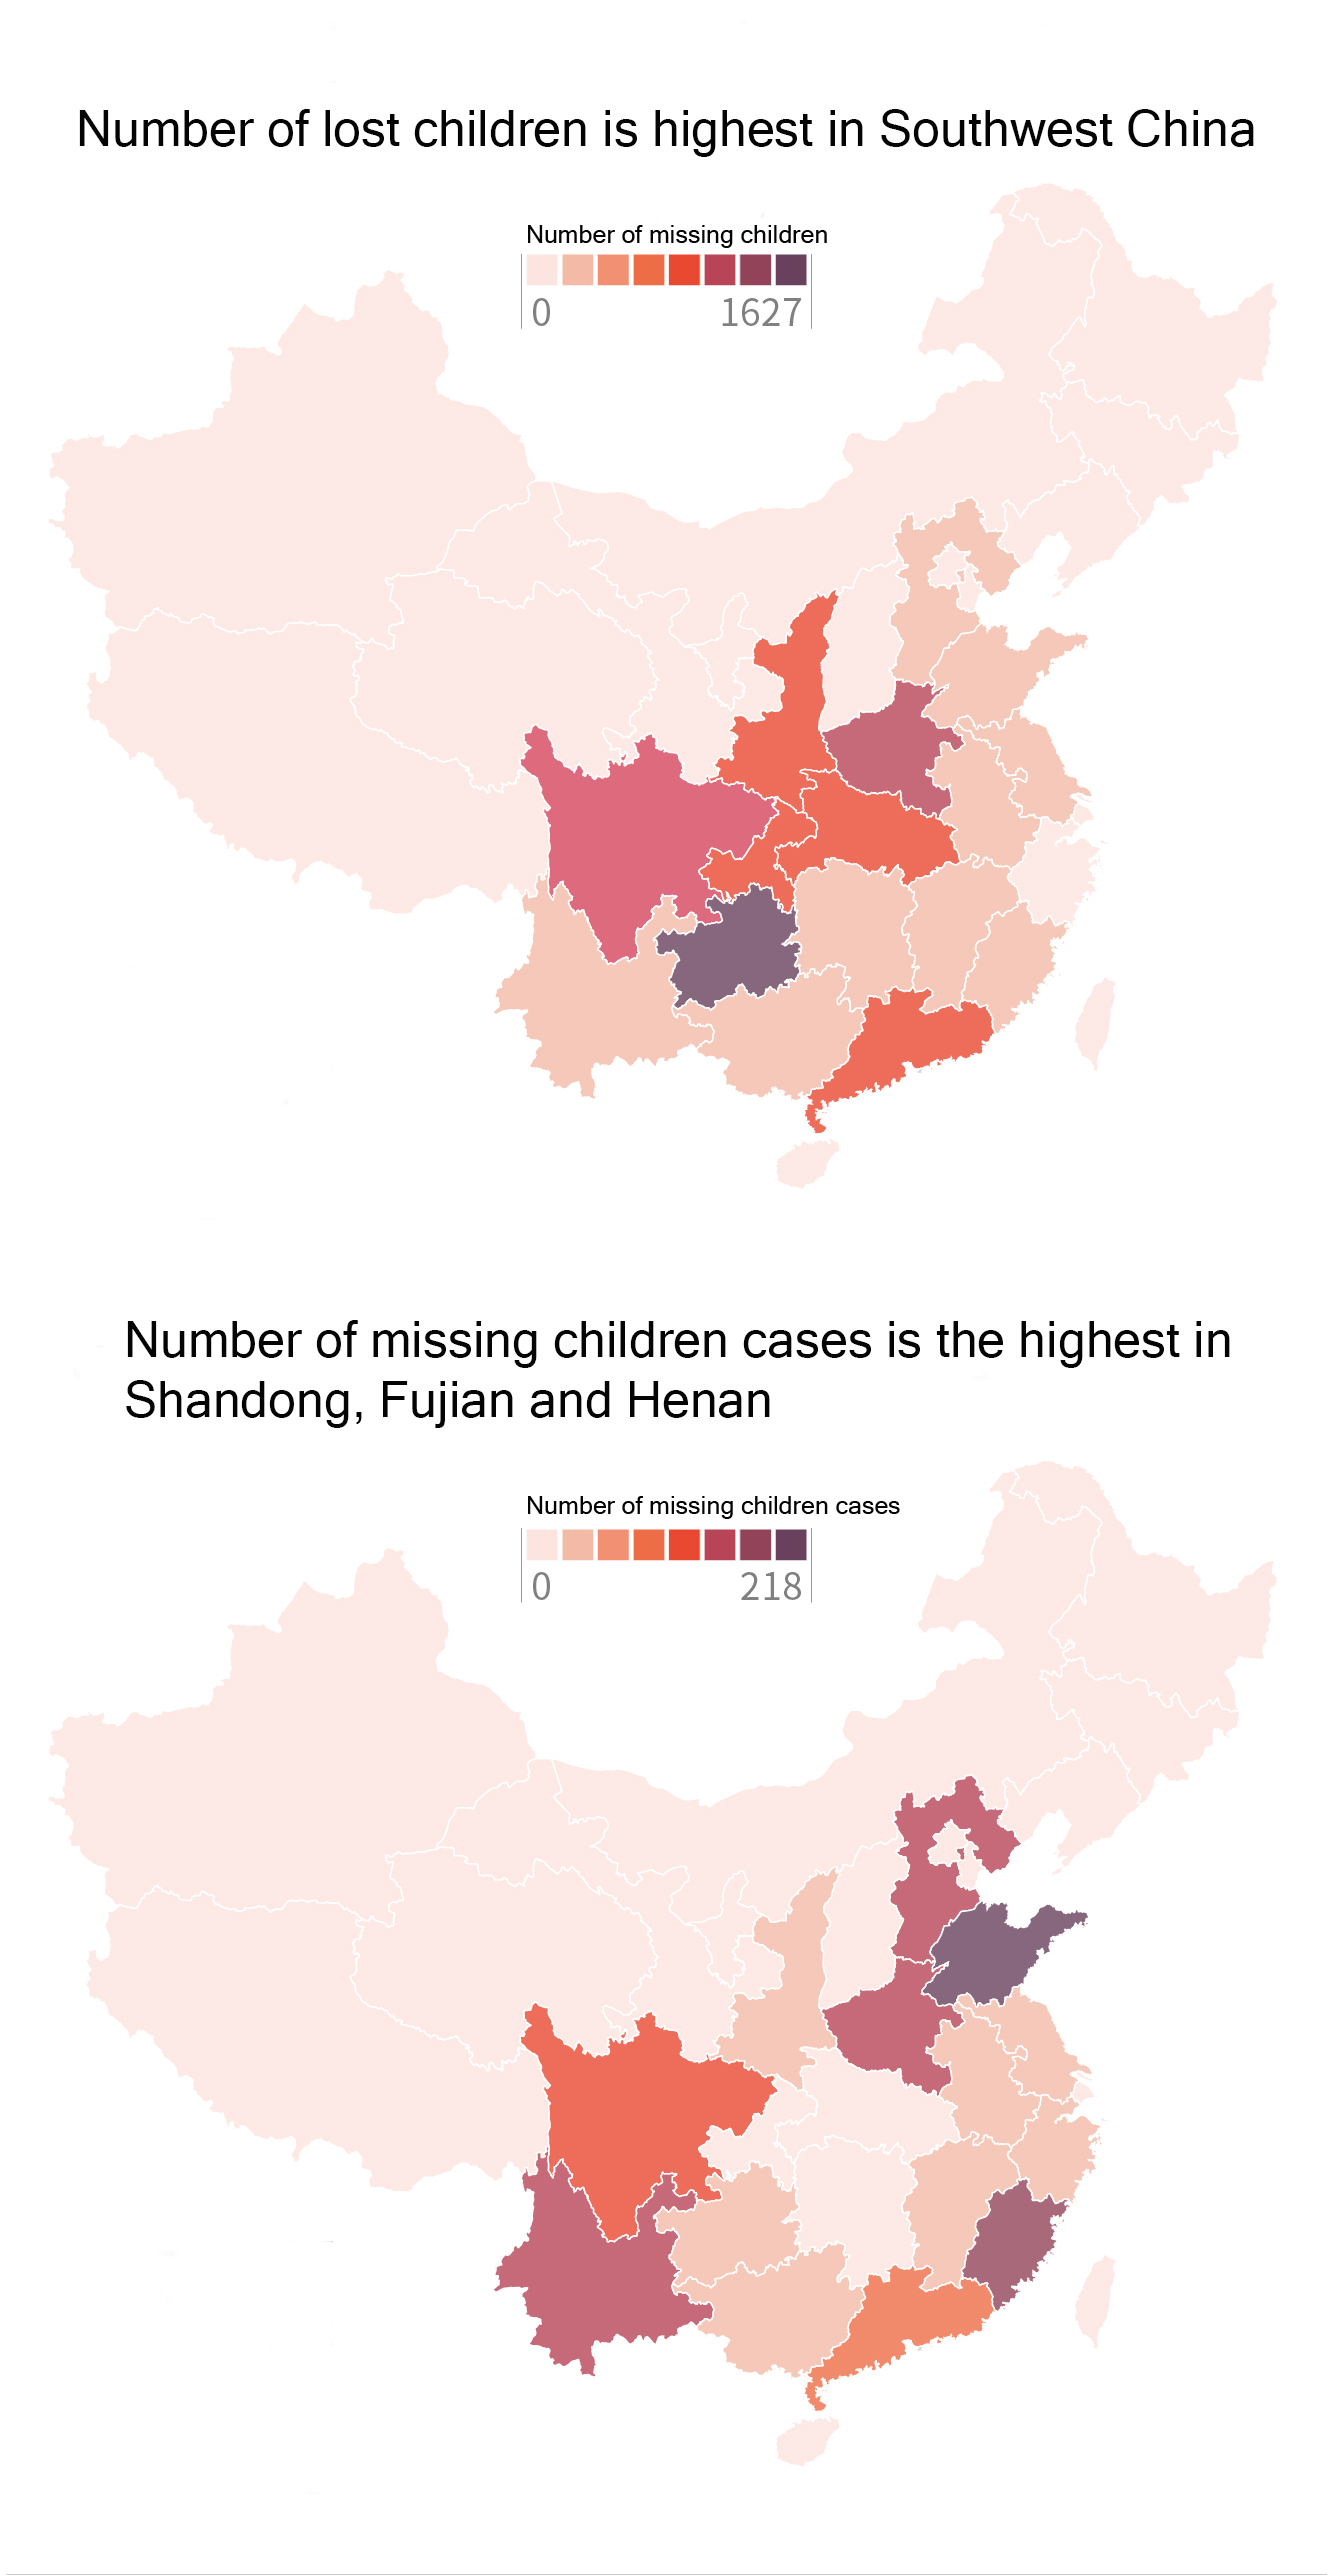 Number of lost children is highest in Southwest China
Number of missing children
0 1627
Number of missing children cases is the highest in
Shandong, Fujian and Henan
Number of missing children cases
0 218